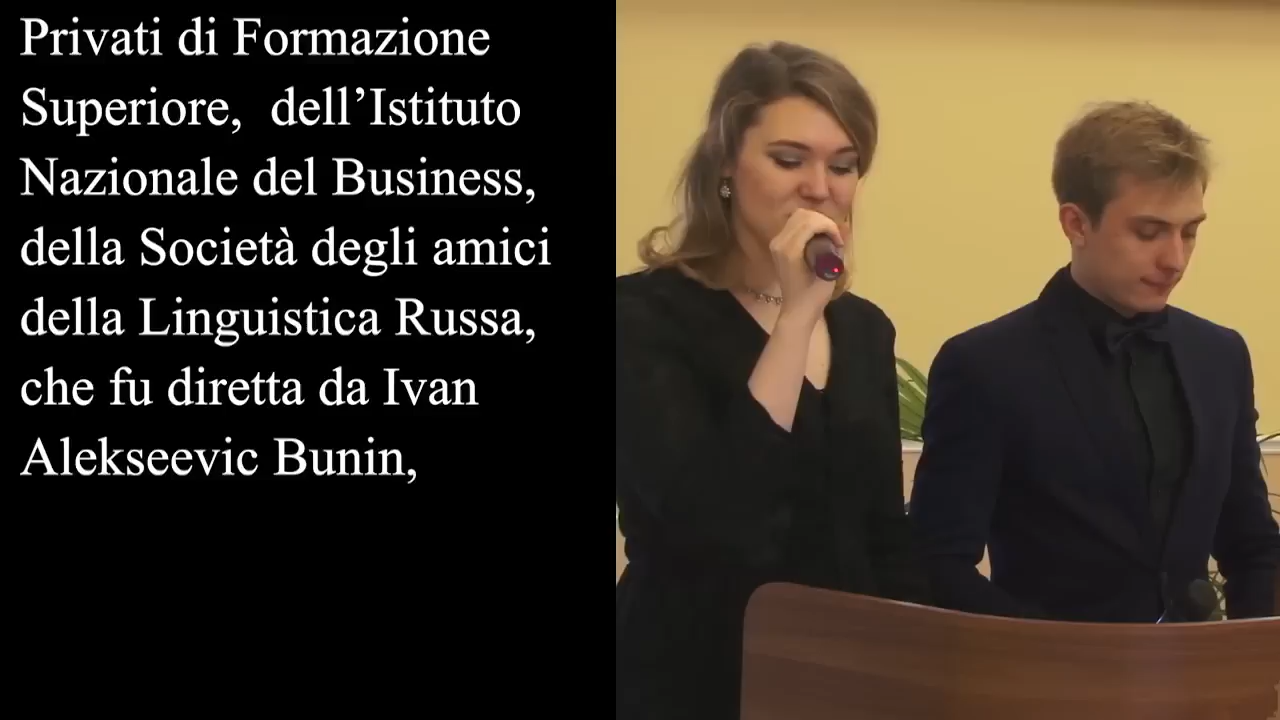 Privati di Formazione
Superiore,  dell’Istituto
Nazionale del Business,
della Società degli amici
della Linguistica Russa,
che fu diretta da Ivan
Alekseevic Bunin,